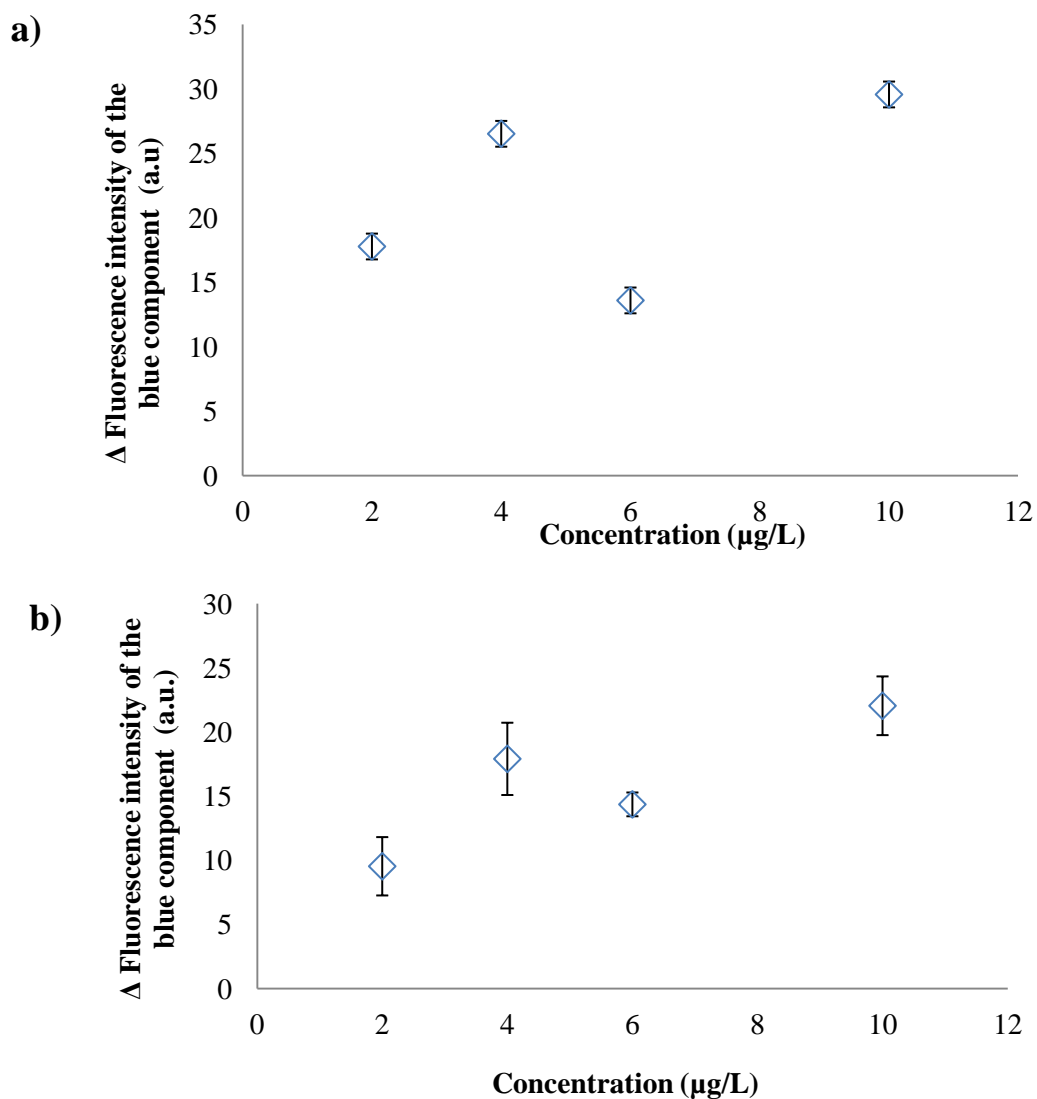 a)
Δ Fluorescence intensity of the
blue component (a.u)
35
30
25
20
15
10
5
0
0 2 4 6 8 10 12
Concentration (µg/L)
b)
Δ Fluorescence intensity of the
blue component (a.u.)
30
25
20
15
10
5
0
0 2 4 6 8 10 12
Concentration (µg/L)